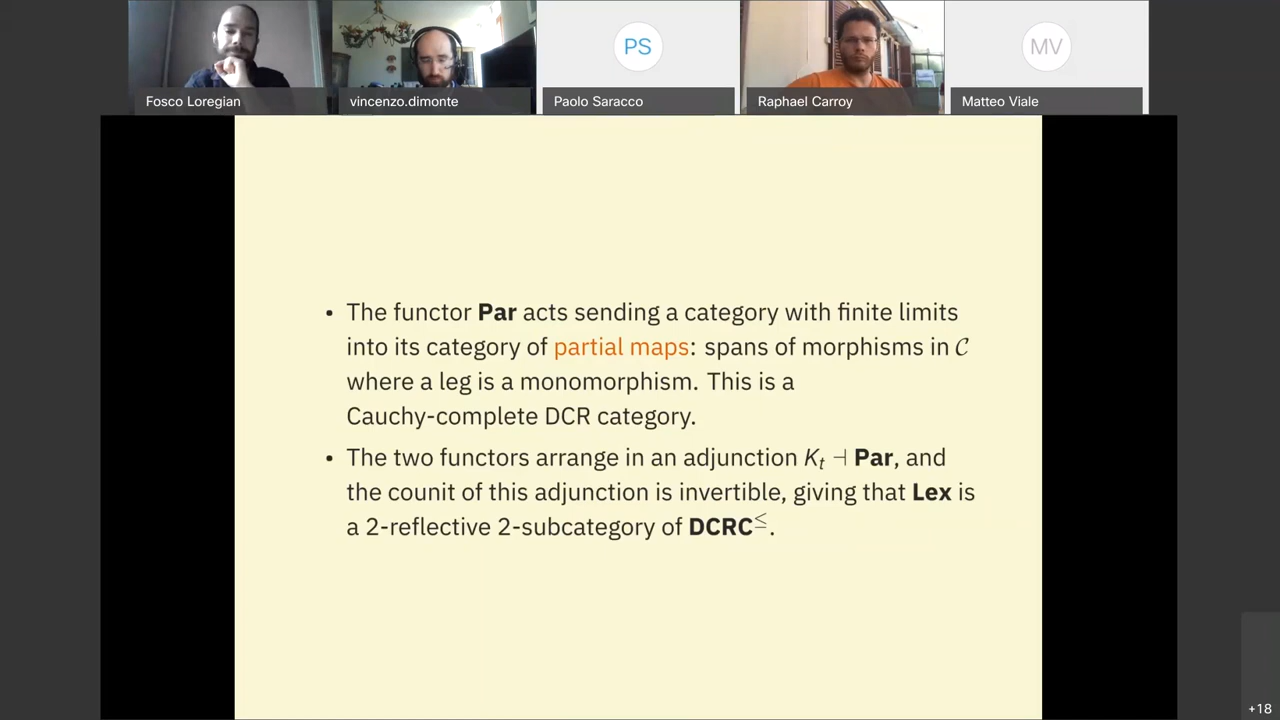 PS
MV
Fosco Loregian
vincenzo.dimonte
Paolo Saracco
Raphael Carroy
Matteo Viale
• The functor Par acts sending a category with finite limits
into its category of partial maps: spans of morphisms in 𝒞
where a leg is a monomorphism. This is a
Cauchy-complete DCR category.
• The two functors arrange in an adjunction Kₜ ⊣ Par, and
the counit of this adjunction is invertible, giving that Lex is
a 2-reflective 2-subcategory of DCRC≤.
+18